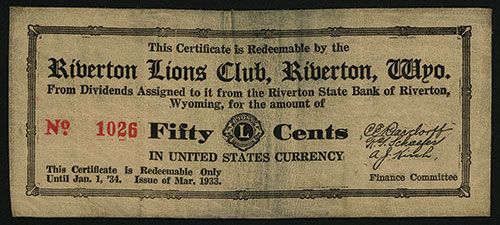 This Certificate is Redeemable by the
Riverton Lions Club, Riverton, Wyo.
From Dividends Assigned to it from the Riverton State Bank of Riverton,
Wyoming, for the amount of
No. 1026 Fifty L Cents
IN UNITED STATES CURRENCY
This Certificate is Redeemable Only
Until Jan. 1, '34. Issue of Mar. 1933.
Finance Committee